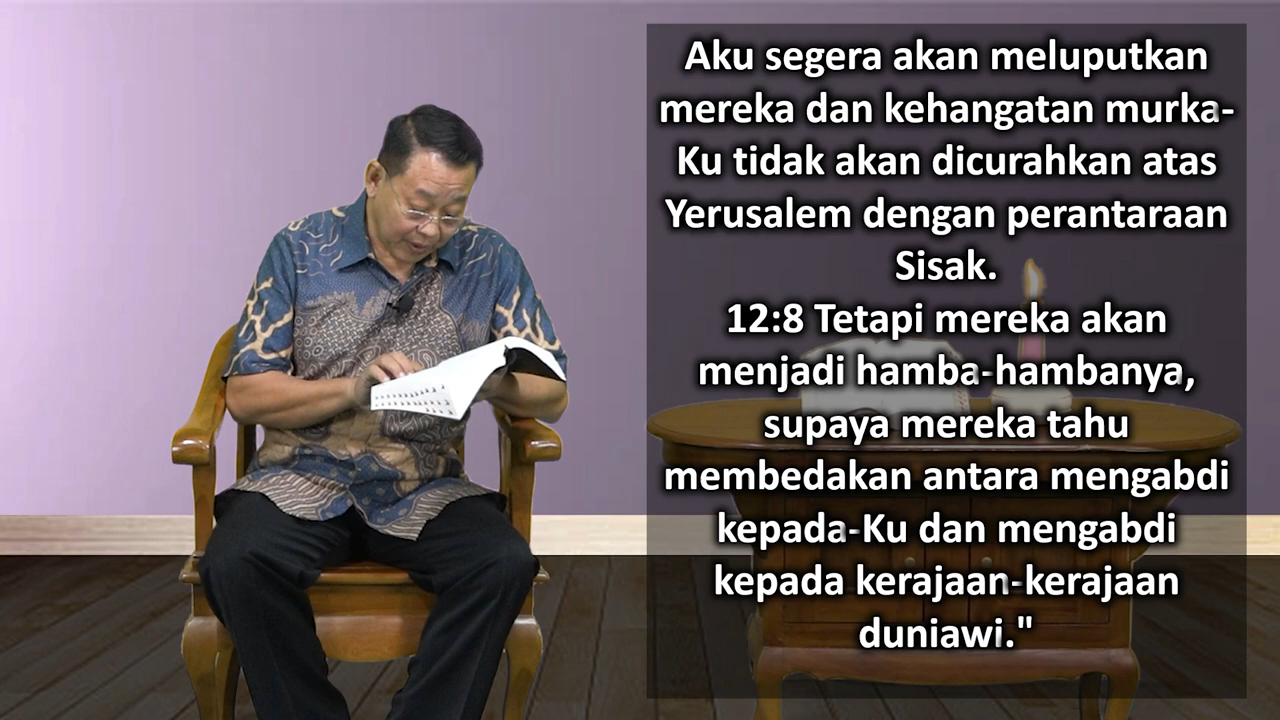 Aku segera akan meluputkan
mereka dan kehangatan murka-
Ku tidak akan dicurahkan atas
Yerusalem dengan perantaraan
Sisak.
12:8 Tetapi mereka akan
menjadi hamba-hambanya,
supaya mereka tahu
membedakan antara mengabdi
kepada-Ku dan mengabdi
kepada kerajaan-kerajaan
duniawi."